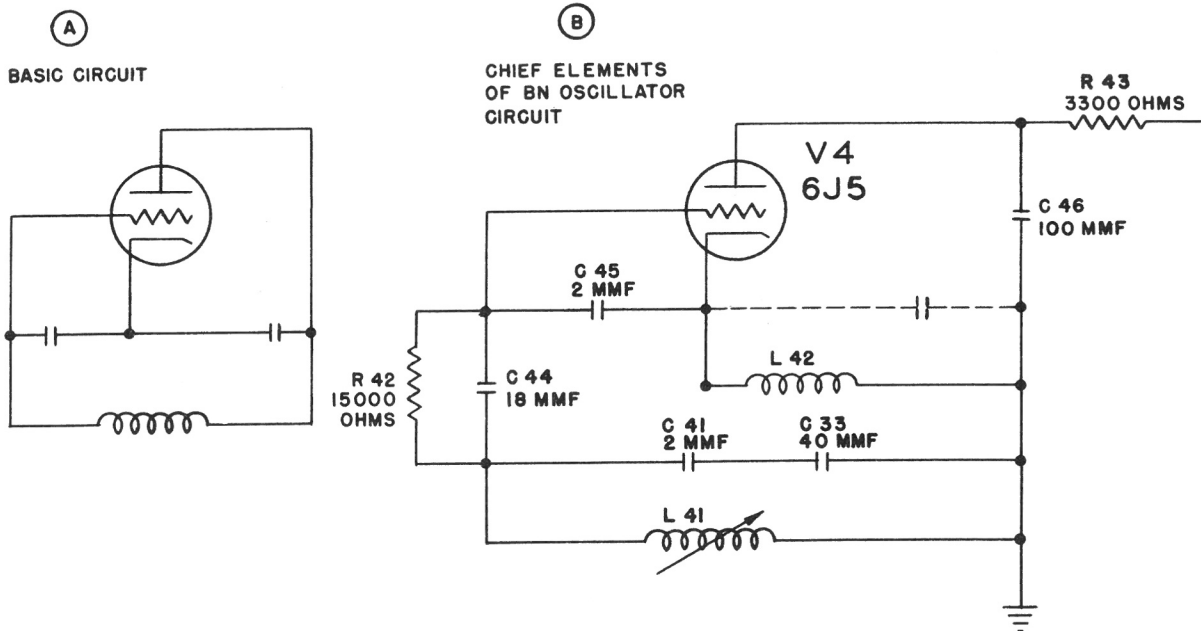 A
BASIC CIRCUIT
B
CHIEF ELEMENTS
OF BN OSCILLATOR
CIRCUIT
R 43
3300 OHMS
V4
6J5
C 46
100 MMF
C 45
2 MMF
L 42
R 42
15000
OHMS
C 44
18 MMF
C 41
2 MMF
C 33
40 MMF
L 41